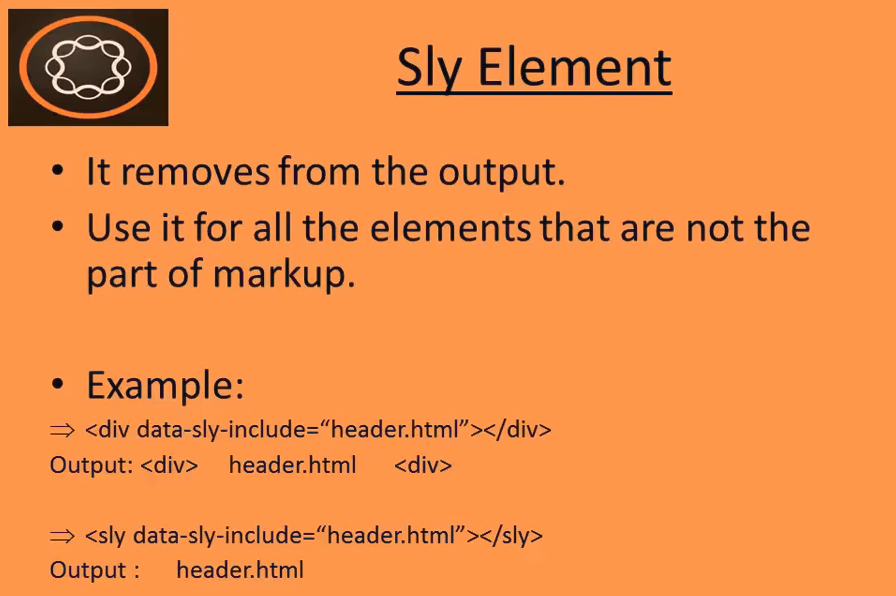 Sly Element
• It removes from the output.
• Use it for all the elements that are not the
part of markup.
• Example:
⇒ <div data-sly-include=“header.html”></div>
Output: <div> header.html <div>
⇒ <sly data-sly-include=“header.html”></sly>
Output : header.html